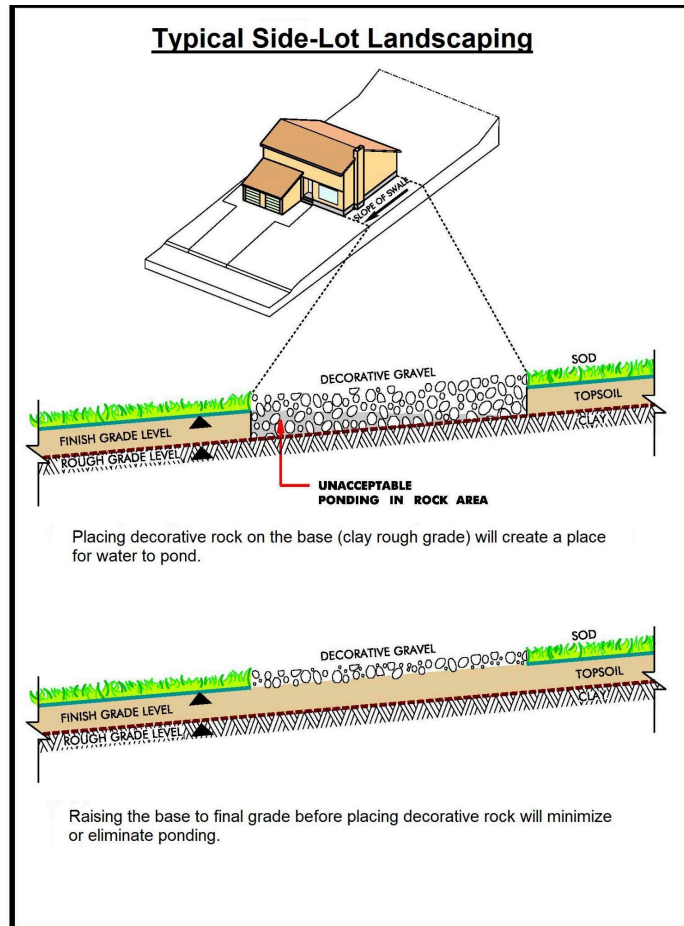 Typical Side-Lot Landscaping
SLOPE OF SWALE
DECORATIVE GRAVEL
SOD
TOPSOIL
CLAY
FINISH GRADE LEVEL
ROUGH GRADE LEVEL
UNACCEPTABLE
PONDING IN ROCK AREA
Placing decorative rock on the base (clay rough grade) will create a place
for water to pond.
DECORATIVE GRAVEL
SOD
TOPSOIL
CLAY
FINISH GRADE LEVEL
ROUGH GRADE LEVEL
Raising the base to final grade before placing decorative rock will minimize
or eliminate ponding.